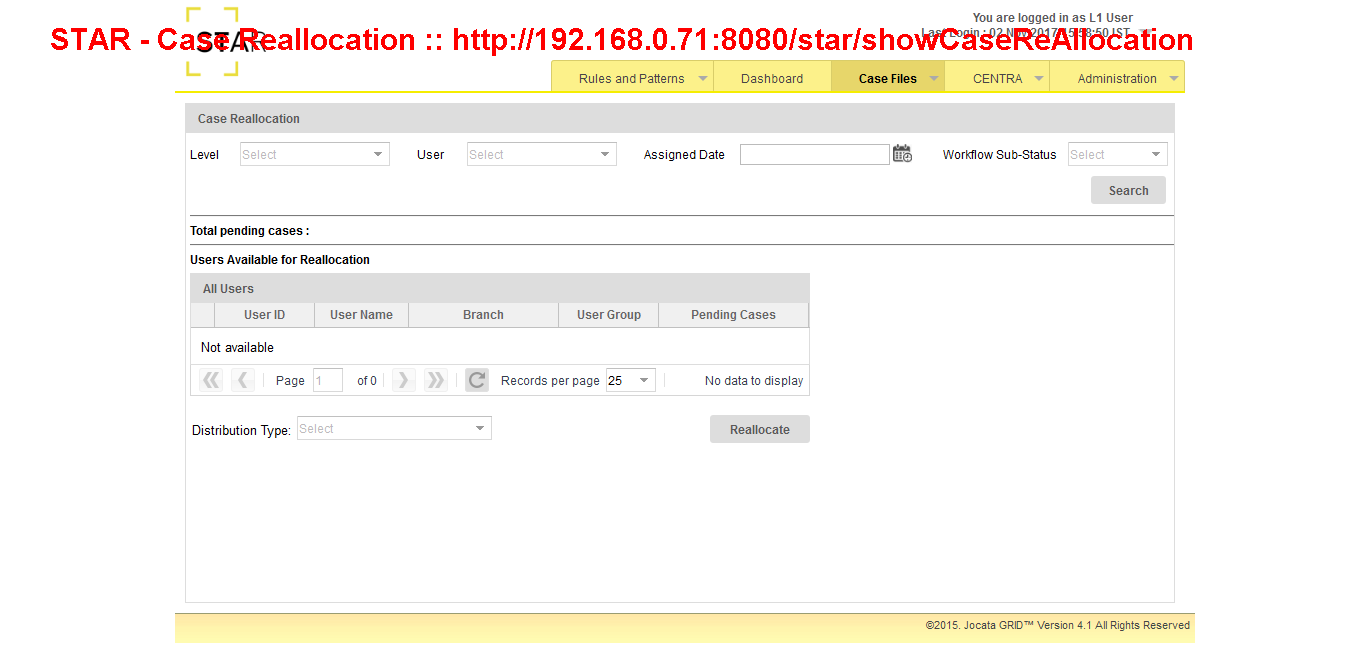 You are logged in as L1 User
STAR
STAR - Case Reallocation :: http://192.168.0.71:8080/star/showCaseReAllocation
Last Login : 02 Nov 2017 15:58:50 IST
Rules and Patterns Dashboard Case Files CENTRA Administration
Case Reallocation
Level Select User Select Assigned Date Workflow Sub-Status Select
Search
Total pending cases :
Users Available for Reallocation
All Users
User ID User Name Branch User Group Pending Cases
Not available
Page 1 of 0 Records per page 25 No data to display
Distribution Type: Select Reallocate
©2015. Jocata GRID™ Version 4.1 All Rights Reserved